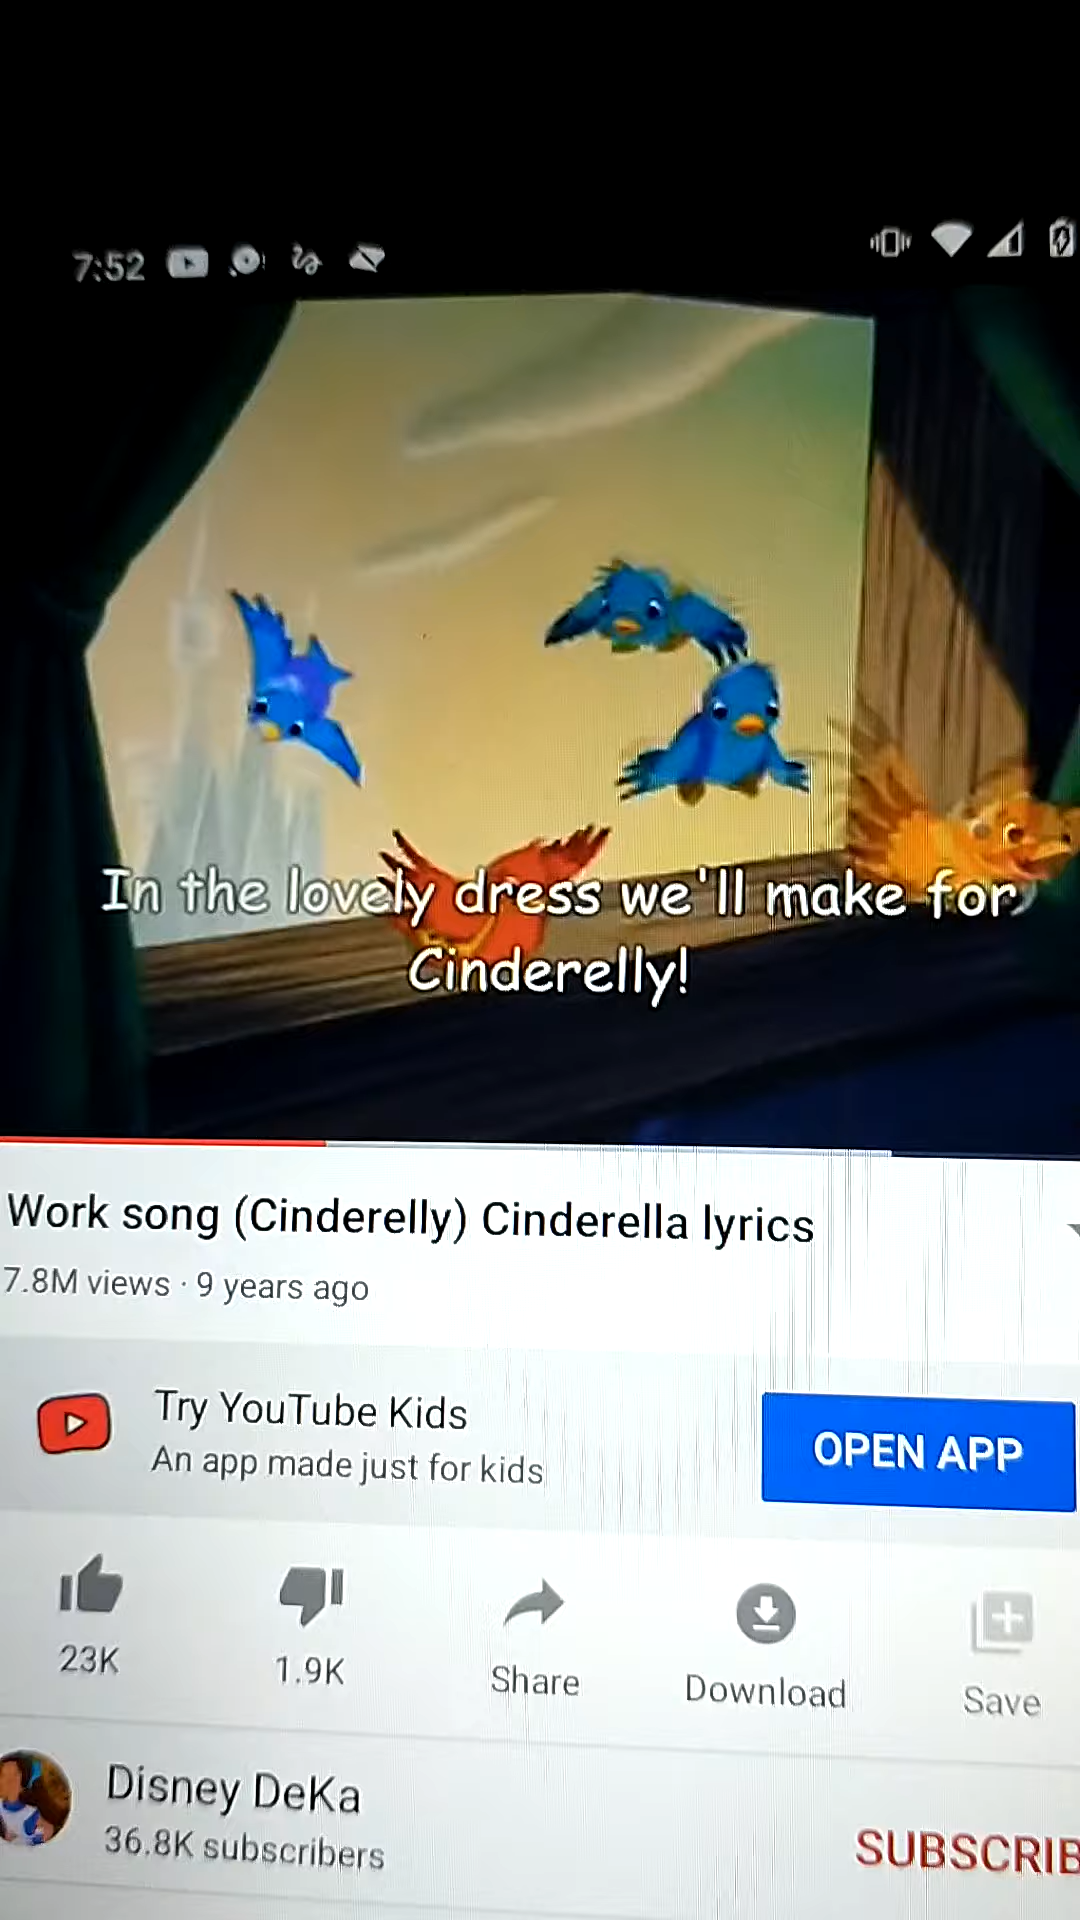 7:52
In the lovely dress we'll make for
Cinderelly!
Work song (Cinderelly) Cinderella lyrics
7.8M views · 9 years ago
Try YouTube Kids
An app made just for kids
OPEN APP
23K
1.9K
Share
Download
Save
Disney DeKa
36.8K subscribers
SUBSCRIB